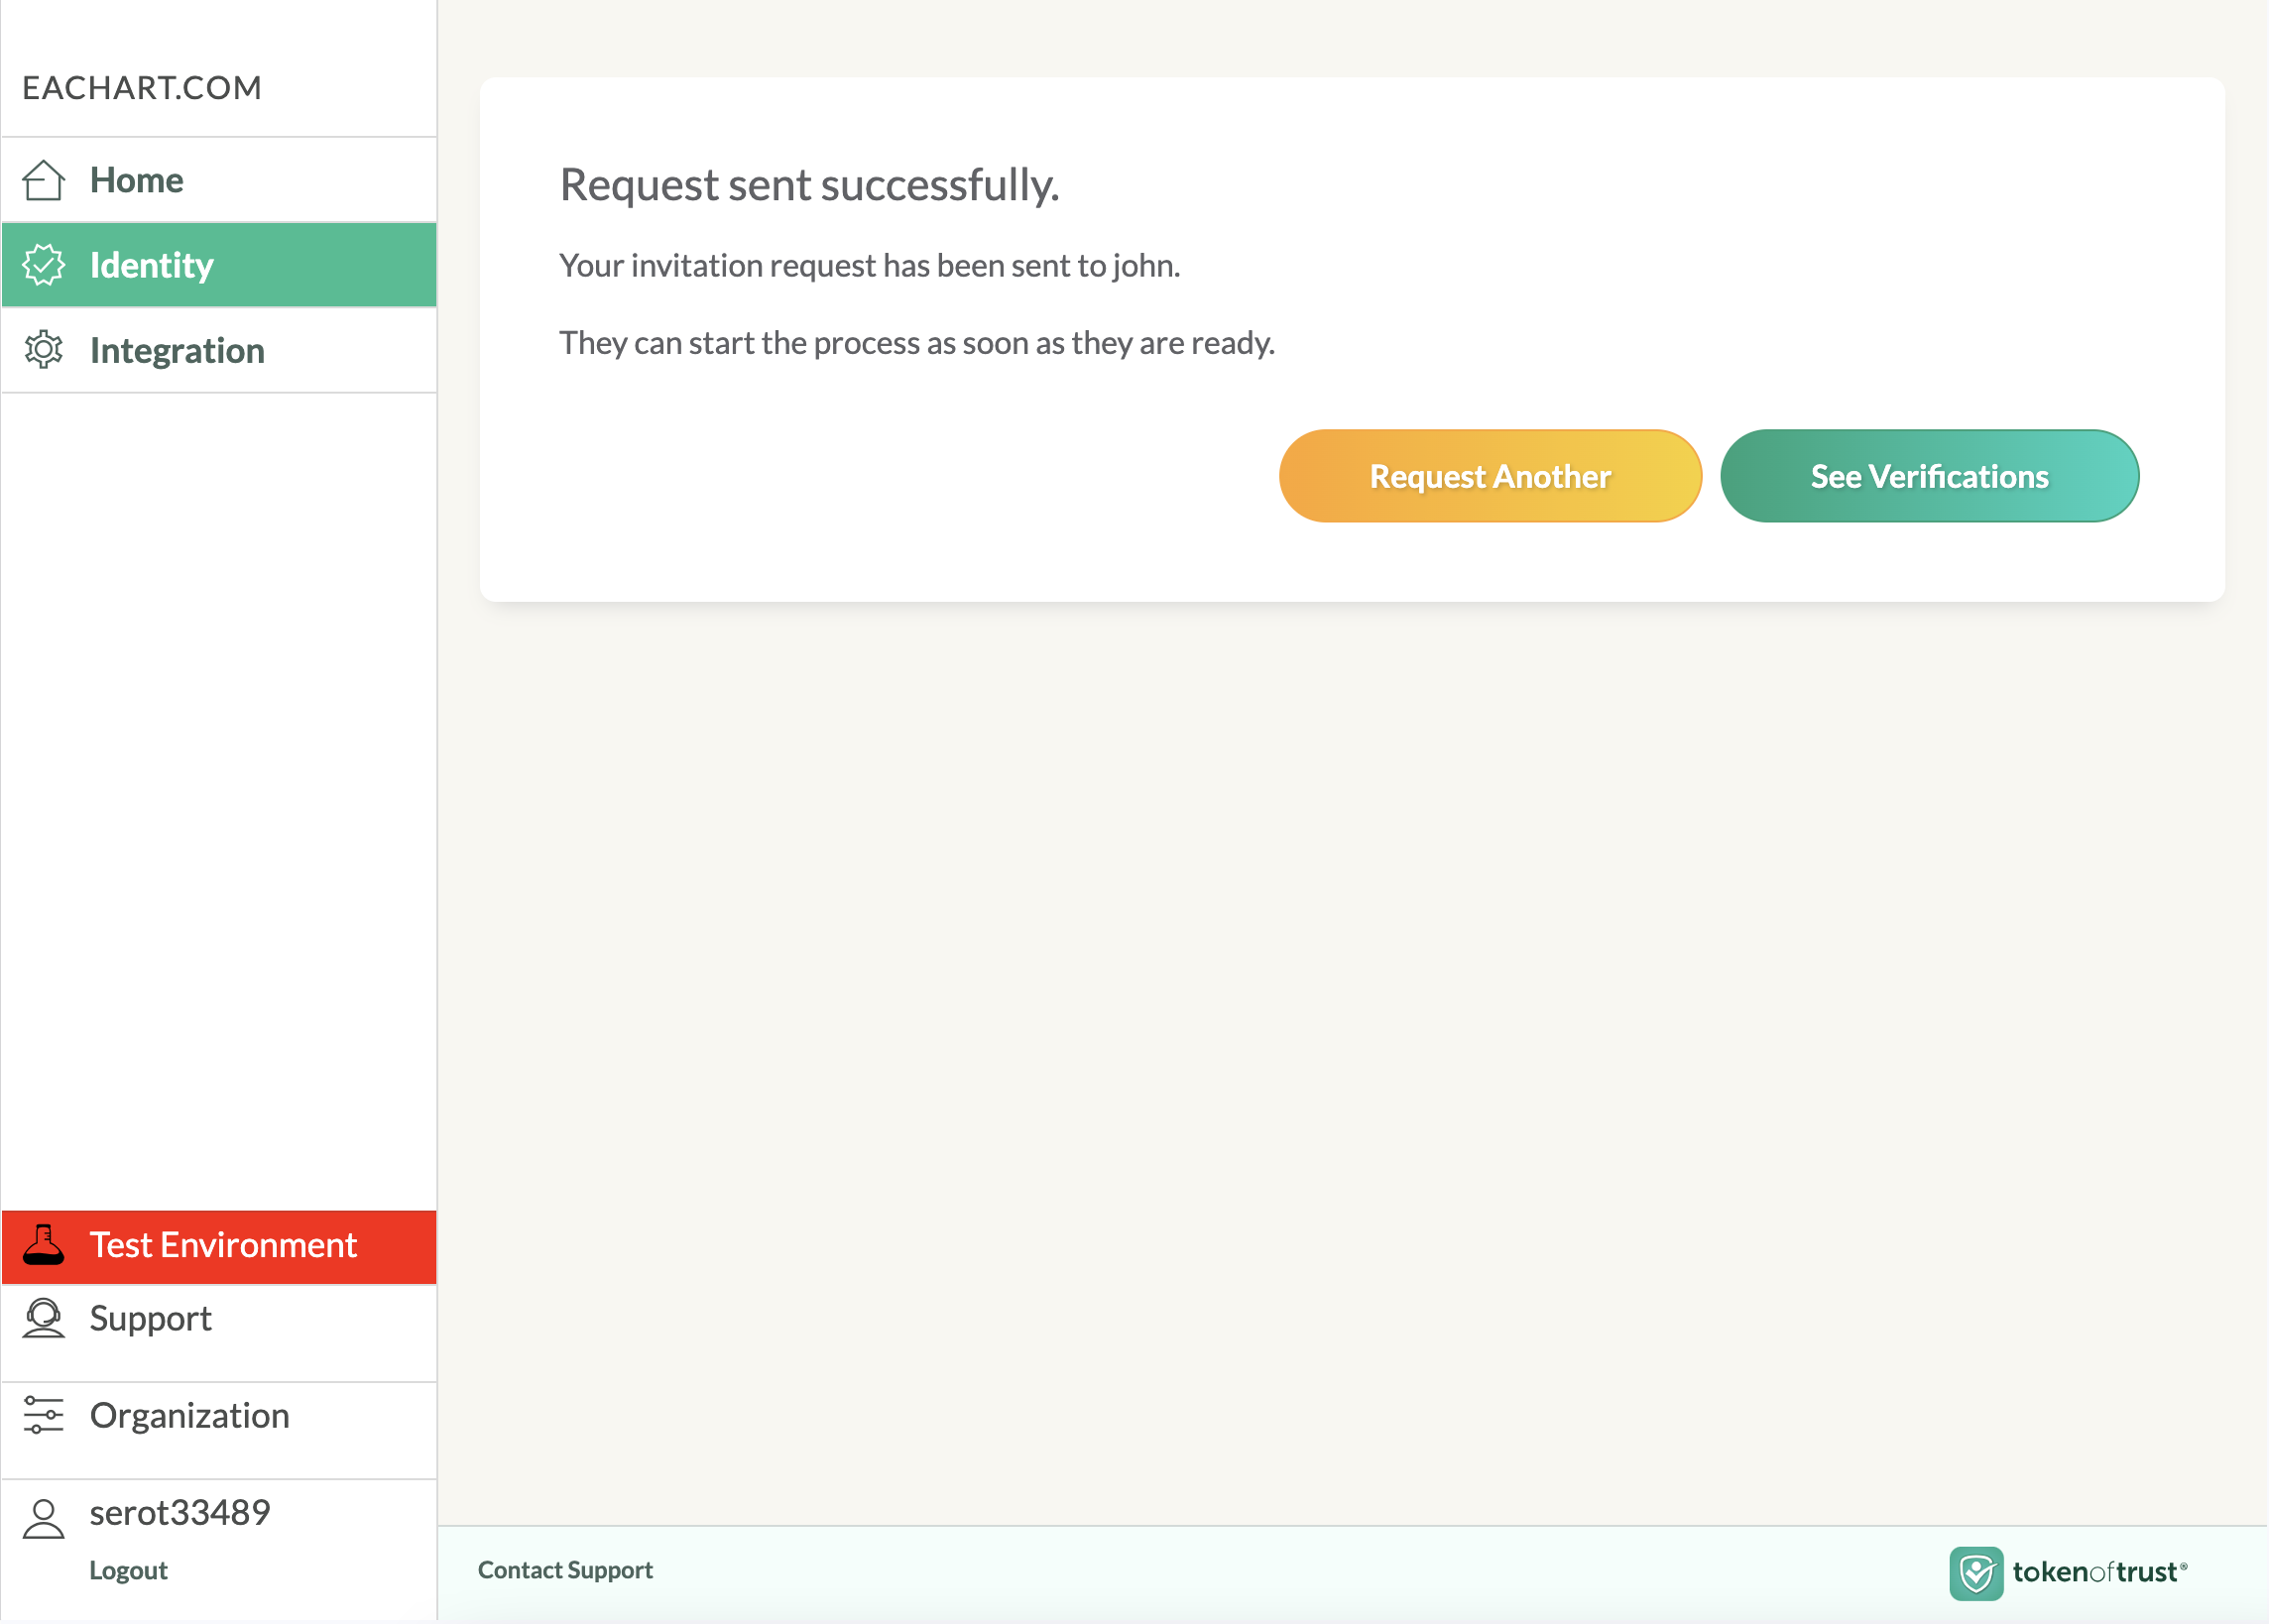 EACHART.COM
Home
Identity
Integration
Request sent successfully.
Your invitation request has been sent to john.
They can start the process as soon as they are ready.
Request Another
See Verifications
Test Environment
Support
Organization
serot33489
Logout
Contact Support
tokenoftrust®